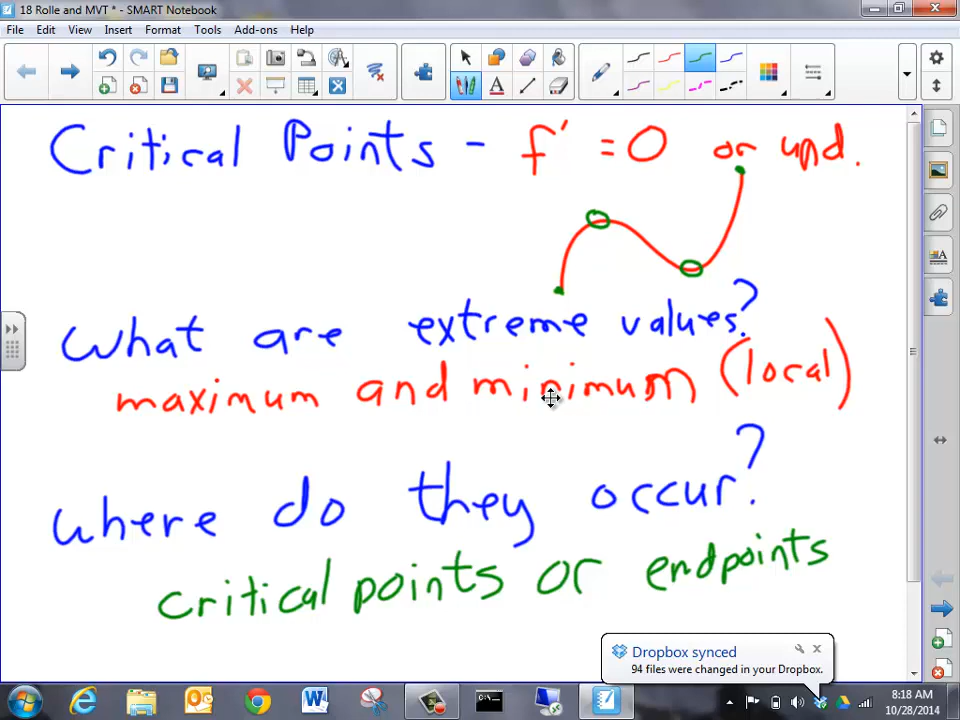 18 Rolle and MVT * - SMART Notebook
File Edit View Insert Format Tools Add-ons Help
Critical Points - f' = 0 or und.
What are extreme values?
maximum and minimum (local)
where do they occur?
critical points or endpoints
Dropbox synced
94 files were changed in your Dropbox.
8:18 AM
10/28/2014